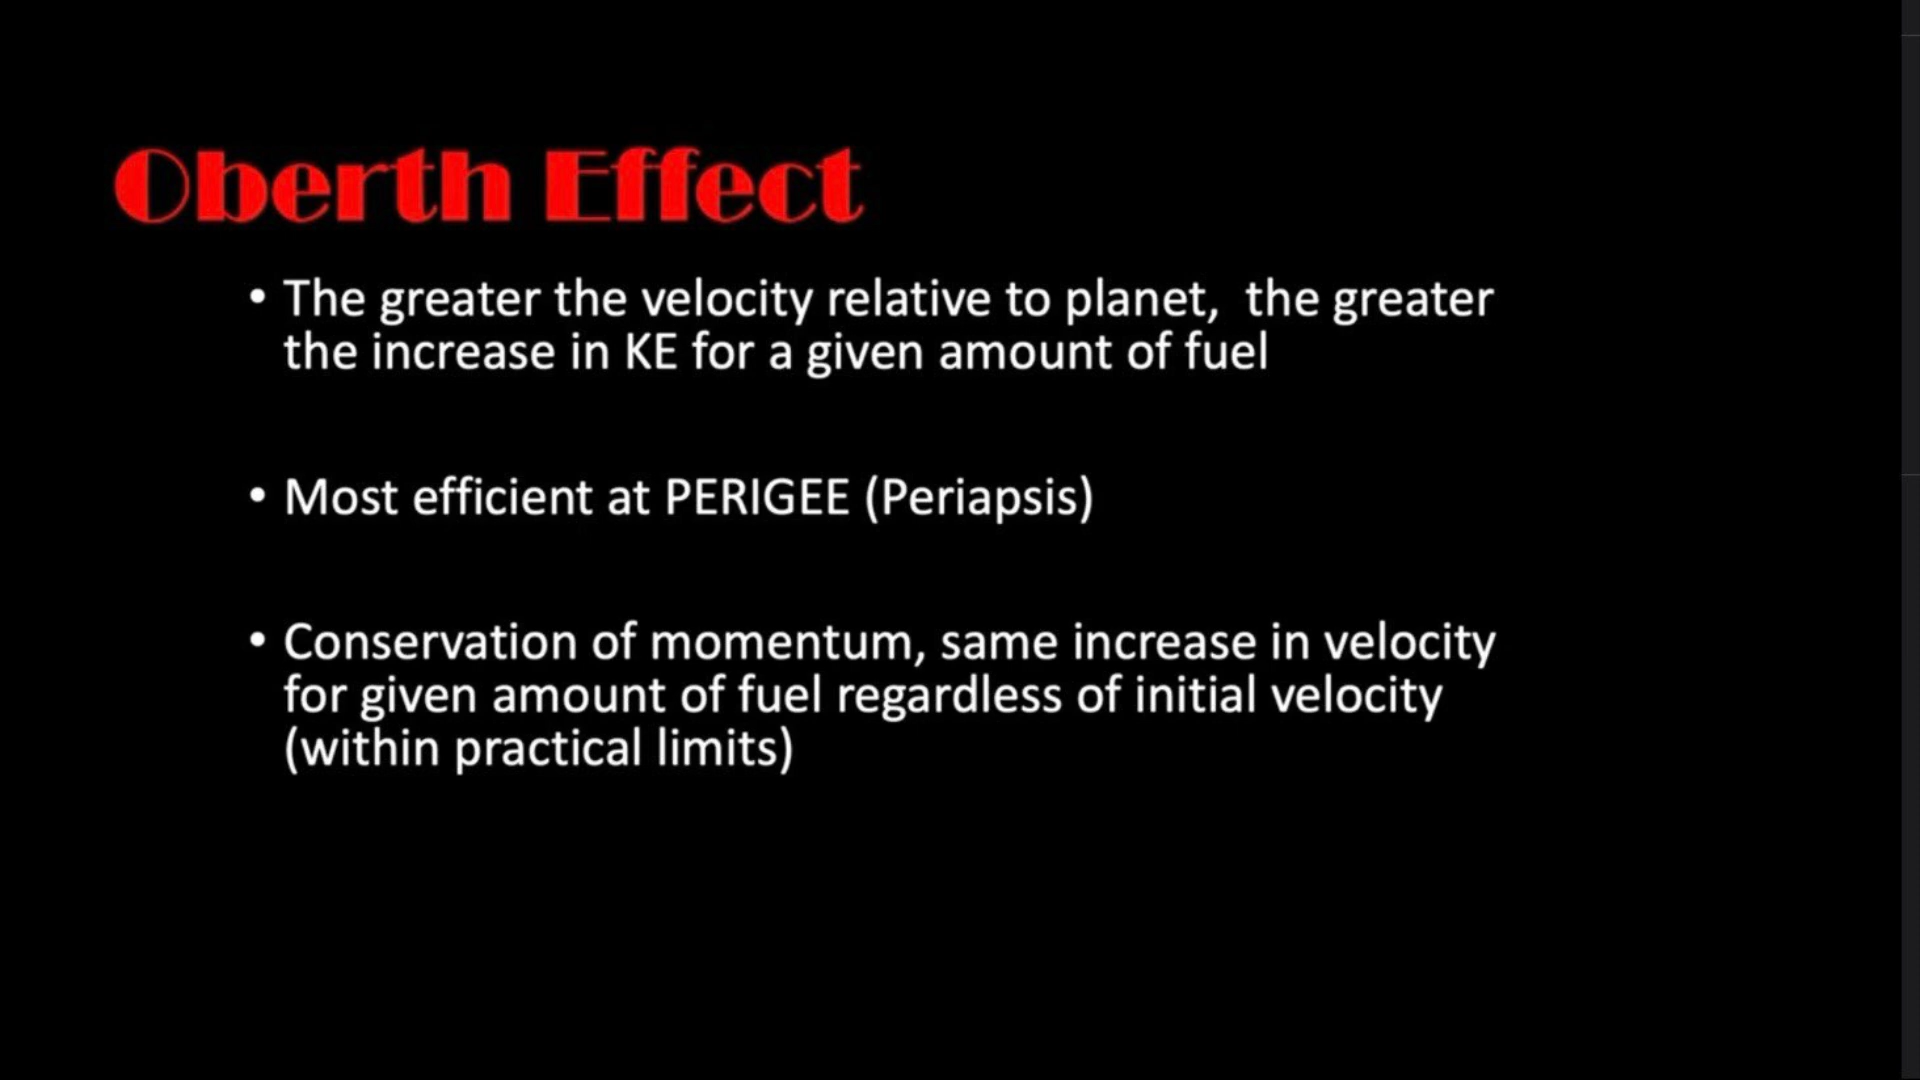 Oberth Effect
• The greater the velocity relative to planet,  the greater
the increase in KE for a given amount of fuel
• Most efficient at PERIGEE (Periapsis)
• Conservation of momentum, same increase in velocity
for given amount of fuel regardless of initial velocity
(within practical limits)